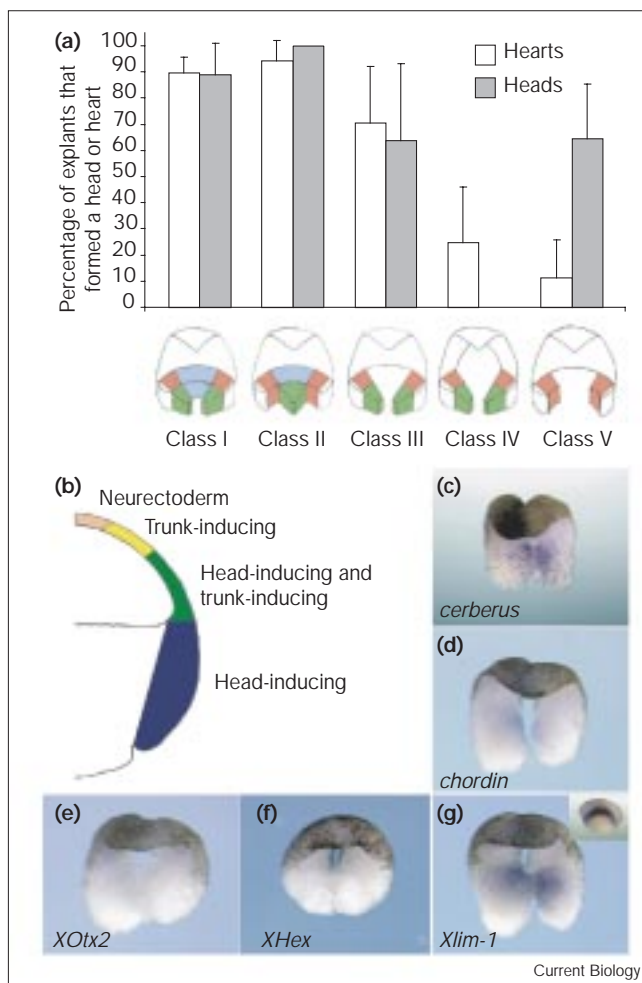 (a)
Percentage of explants that
formed a head or heart
100
90
80
70
60
50
40
30
20
10
0
Hearts
Heads
Class I
Class II
Class III
Class IV
Class V
(b)
Neurectoderm
Trunk-inducing
Head-inducing and
trunk-inducing
Head-inducing
(c)
cerberus
(d)
chordin
(e)
XOtx2
(f)
XHex
(g)
Xlim-1
Current Biology